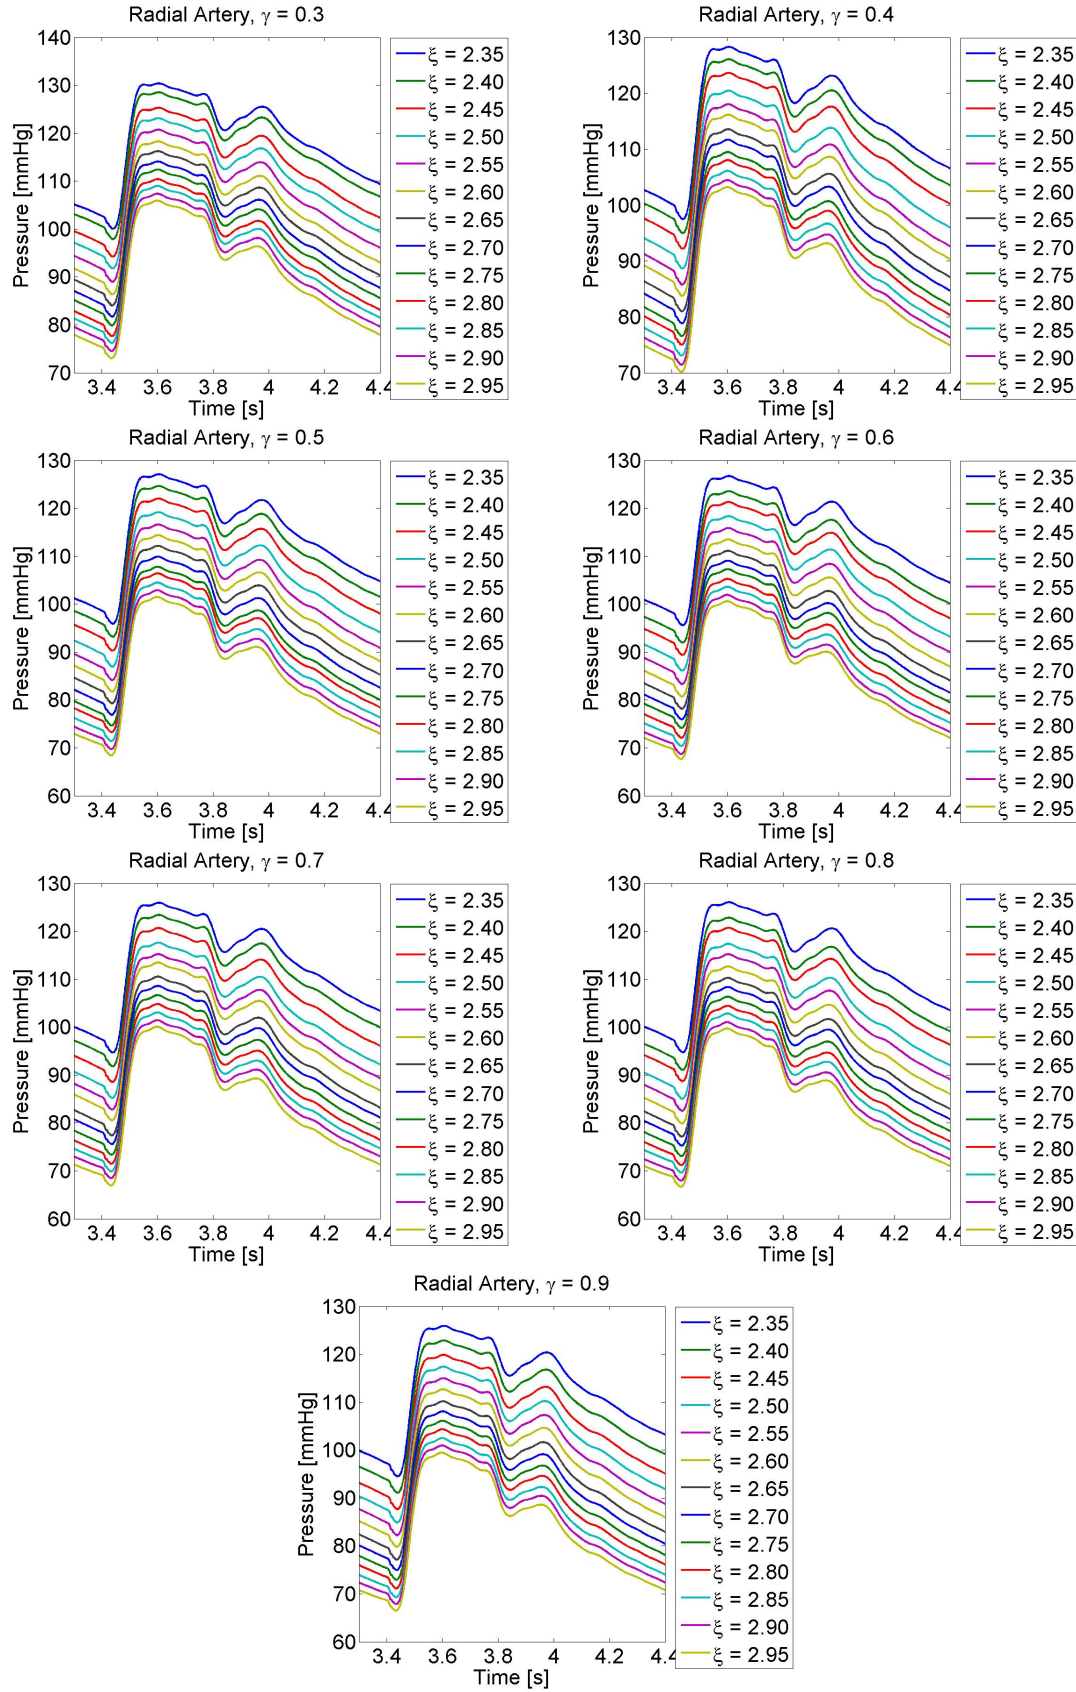 Radial Artery, γ = 0.3
Pressure [mmHg]
140
130
120
110
100
90
80
70
3.4 3.6 3.8 4 4.2 4.4
Time [s]
ξ = 2.35
ξ = 2.40
ξ = 2.45
ξ = 2.50
ξ = 2.55
ξ = 2.60
ξ = 2.65
ξ = 2.70
ξ = 2.75
ξ = 2.80
ξ = 2.85
ξ = 2.90
ξ = 2.95
Radial Artery, γ = 0.4
Pressure [mmHg]
130
120
110
100
90
80
70
3.4 3.6 3.8 4 4.2 4.4
Time [s]
ξ = 2.35
ξ = 2.40
ξ = 2.45
ξ = 2.50
ξ = 2.55
ξ = 2.60
ξ = 2.65
ξ = 2.70
ξ = 2.75
ξ = 2.80
ξ = 2.85
ξ = 2.90
ξ = 2.95
Radial Artery, γ = 0.5
Pressure [mmHg]
130
120
110
100
90
80
70
60
3.4 3.6 3.8 4 4.2 4.4
Time [s]
ξ = 2.35
ξ = 2.40
ξ = 2.45
ξ = 2.50
ξ = 2.55
ξ = 2.60
ξ = 2.65
ξ = 2.70
ξ = 2.75
ξ = 2.80
ξ = 2.85
ξ = 2.90
ξ = 2.95
Radial Artery, γ = 0.6
Pressure [mmHg]
130
120
110
100
90
80
70
60
3.4 3.6 3.8 4 4.2 4.4
Time [s]
ξ = 2.35
ξ = 2.40
ξ = 2.45
ξ = 2.50
ξ = 2.55
ξ = 2.60
ξ = 2.65
ξ = 2.70
ξ = 2.75
ξ = 2.80
ξ = 2.85
ξ = 2.90
ξ = 2.95
Radial Artery, γ = 0.7
Pressure [mmHg]
130
120
110
100
90
80
70
60
3.4 3.6 3.8 4 4.2 4.4
Time [s]
ξ = 2.35
ξ = 2.40
ξ = 2.45
ξ = 2.50
ξ = 2.55
ξ = 2.60
ξ = 2.65
ξ = 2.70
ξ = 2.75
ξ = 2.80
ξ = 2.85
ξ = 2.90
ξ = 2.95
Radial Artery, γ = 0.8
Pressure [mmHg]
130
120
110
100
90
80
70
60
3.4 3.6 3.8 4 4.2 4.4
Time [s]
ξ = 2.35
ξ = 2.40
ξ = 2.45
ξ = 2.50
ξ = 2.55
ξ = 2.60
ξ = 2.65
ξ = 2.70
ξ = 2.75
ξ = 2.80
ξ = 2.85
ξ = 2.90
ξ = 2.95
Radial Artery, γ = 0.9
Pressure [mmHg]
130
120
110
100
90
80
70
60
3.4 3.6 3.8 4 4.2 4.4
Time [s]
ξ = 2.35
ξ = 2.40
ξ = 2.45
ξ = 2.50
ξ = 2.55
ξ = 2.60
ξ = 2.65
ξ = 2.70
ξ = 2.75
ξ = 2.80
ξ = 2.85
ξ = 2.90
ξ = 2.95